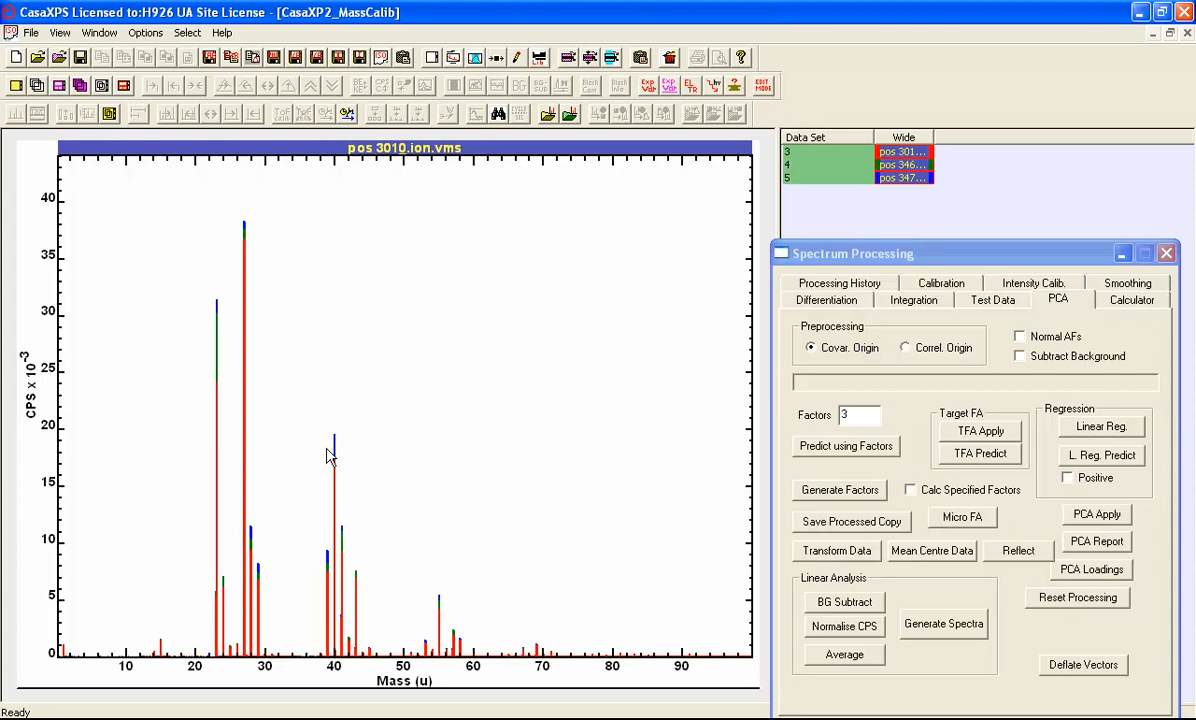 CasaXPS Licensed to:H926 UA Site License - [CasaXP2_MassCalib]
File View Window Options Select Help
pos 3010.ion.vms
CPS x 10⁻³
40
35
30
25
20
15
10
5
0
10 20 30 40 50 60 70 80 90
Mass (u)
Data Set Wide
3 pos 301...
4 pos 346...
5 pos 347...
Spectrum Processing
Processing History Calibration Intensity Calib. Smoothing
Differentiation Integration Test Data PCA Calculator
Preprocessing
Covar. Origin Correl. Origin
Normal AFs
Subtract Background
Factors 3
Predict using Factors
Target FA
TFA Apply
TFA Predict
Regression
Linear Reg.
L. Reg. Predict
Positive
Generate Factors
Calc Specified Factors
Save Processed Copy
Micro FA
PCA Apply
Transform Data Mean Centre Data Reflect
PCA Report
PCA Loadings
Linear Analysis
BG Subtract
Normalise CPS
Average
Generate Spectra
Reset Processing
Deflate Vectors
Ready